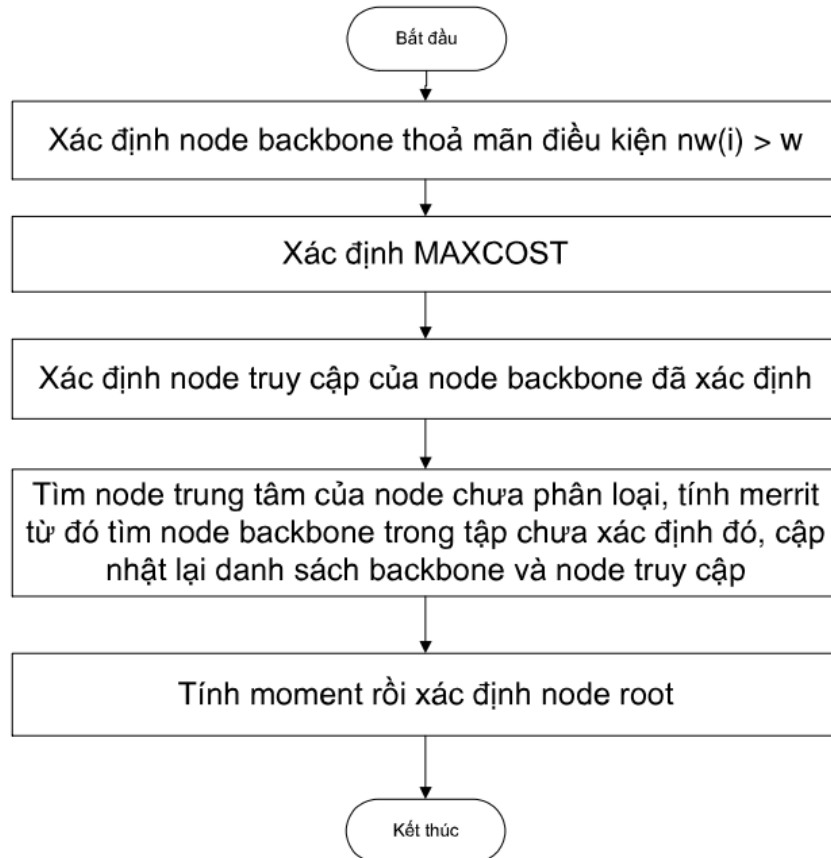 Bắt đầu
Xác định node backbone thoả mãn điều kiện nw(i) > w
Xác định MAXCOST
Xác định node truy cập của node backbone đã xác định
Tìm node trung tâm của node chưa phân loại, tính merrit
từ đó tìm node backbone trong tập chưa xác định đó, cập
nhật lại danh sách backbone và node truy cập
Tính moment rồi xác định node root
Kết thúc